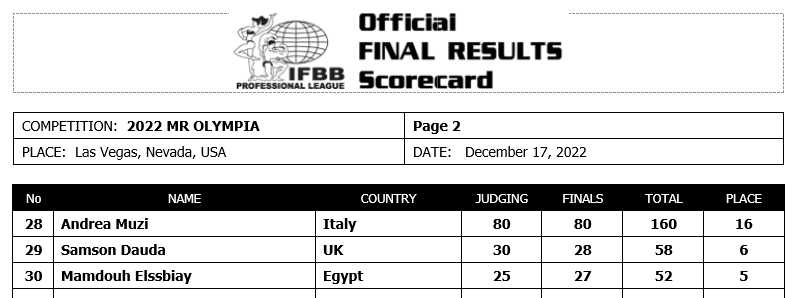 Official
FINAL RESULTS
Scorecard
IFBB
PROFESSIONAL LEAGUE
COMPETITION: 2022 MR OLYMPIA Page 2
PLACE: Las Vegas, Nevada, USA DATE: December 17, 2022
No NAME COUNTRY JUDGING FINALS TOTAL PLACE
28 Andrea Muzi Italy 80 80 160 16
29 Samson Dauda UK 30 28 58 6
30 Mamdouh Elssbiay Egypt 25 27 52 5